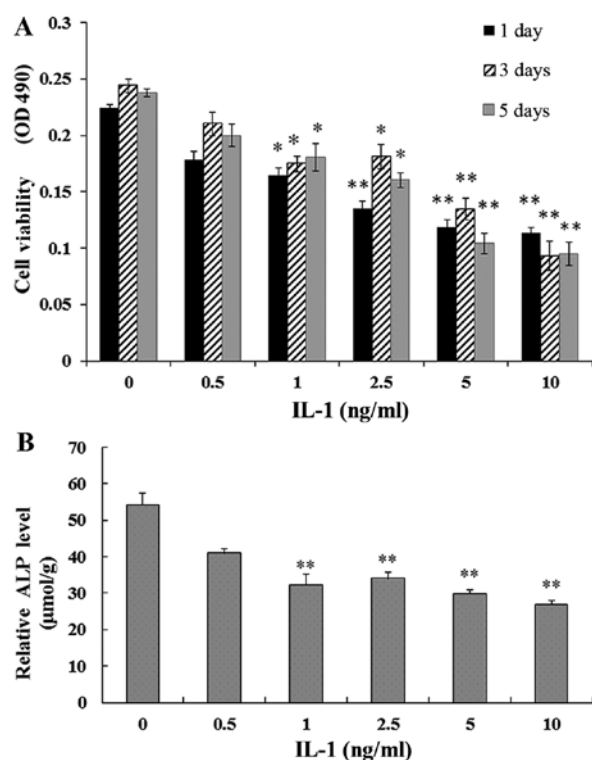 A
1 day
3 days
5 days
Cell viability (OD 490)
0.3
0.25
0.2
0.15
0.1
0.05
0
* * *
** * *
** ** **
** ** **
0 0.5 1 2.5 5 10
IL-1 (ng/ml)
B
Relative ALP level
(μmol/g)
70
60
50
40
30
20
10
0
** ** ** **
0 0.5 1 2.5 5 10
IL-1 (ng/ml)